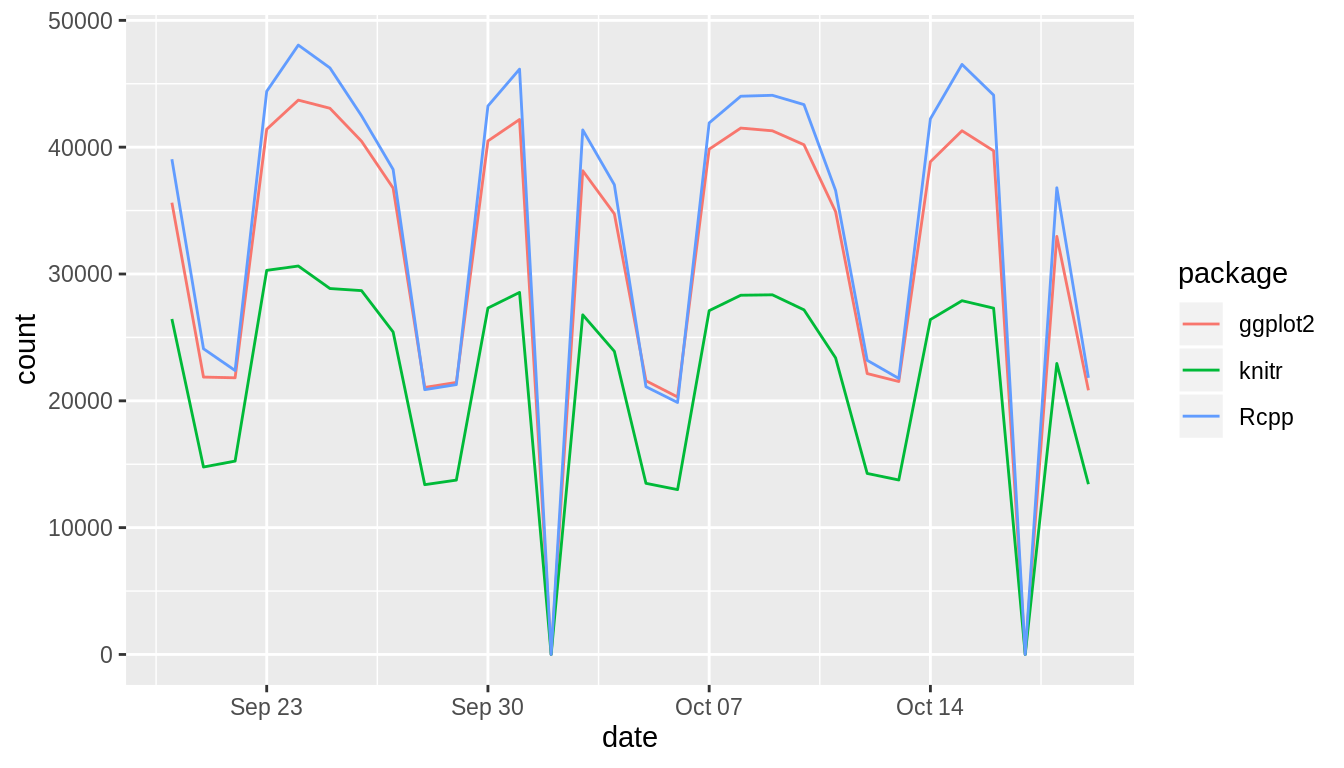 50000
40000
30000
20000
10000
0
count
Sep 23
Sep 30
Oct 07
Oct 14
date
package
ggplot2
knitr
Rcpp